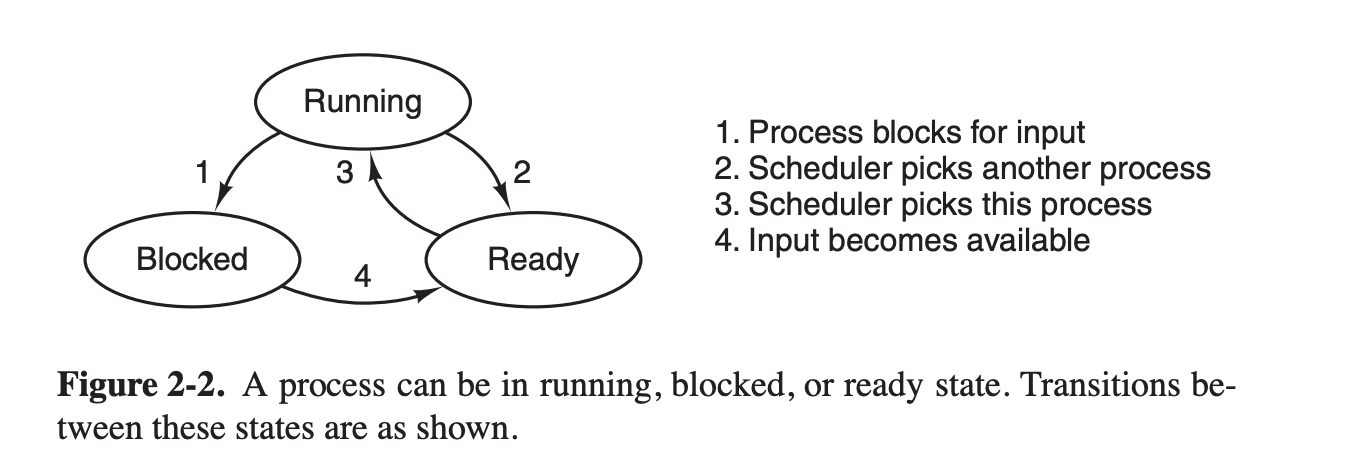 Running
1
3
2
Blocked
4
Ready
1. Process blocks for input
2. Scheduler picks another process
3. Scheduler picks this process
4. Input becomes available
Figure 2-2. A process can be in running, blocked, or ready state. Transitions be-
tween these states are as shown.